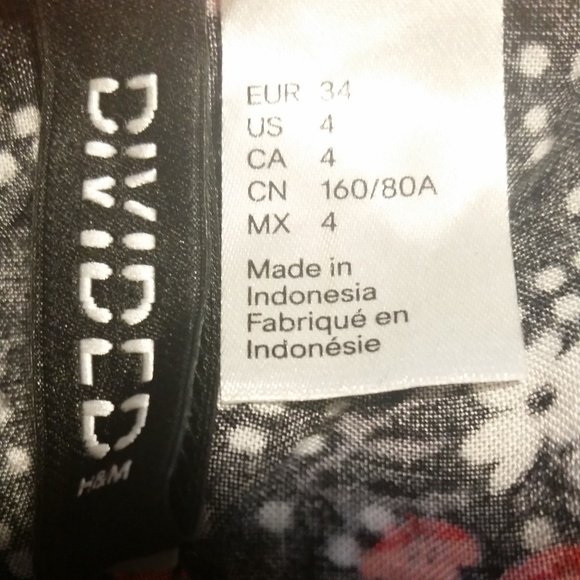 DIVIDED
H&M
EUR 34
US 4
CA 4
CN 160/80A
MX 4
Made in
Indonesia
Fabriqué en
Indonésie